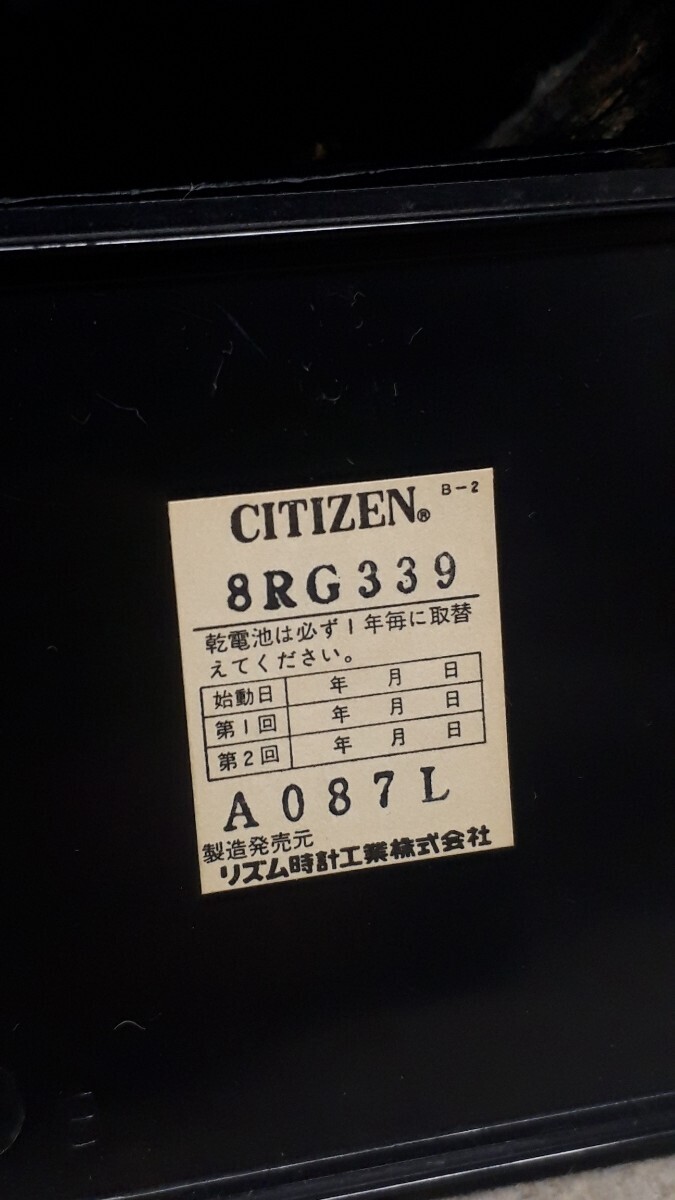 CITIZEN® B-2
8RG339
乾電池は必ず1年毎に取替
えてください。
始動日 年 月 日
第1回 年 月 日
第2回 年 月 日
A087L
製造発売元
リズム時計工業株式会社